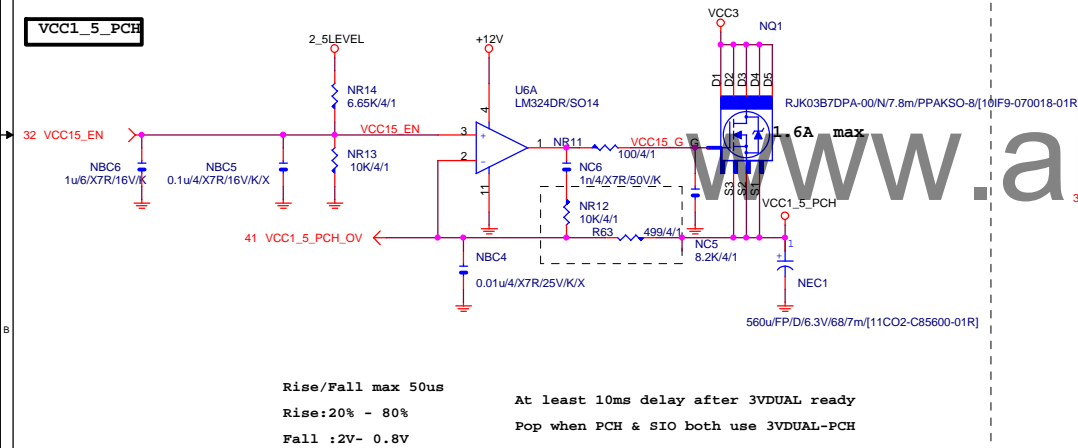 VCC1_5_PCH
2_5LEVEL
+12V
VCC3
NQ1
D1
D2
D3
D4
D5
NR14
6.65K/4/1
U6A
LM324DR/SO14
RJK03B7DPA-00/N/7.8m/PPAKSO-8/[10IF9-070018-01R
1.6A max
32 VCC15_EN
VCC15_EN
3
+
2
-
4
11
1
NR11
100/4/1
VCC15_G
G
S3
S2
S1
www.a
NBC6
1u/6/X7R/16V/K
NBC5
0.1u/4/X7R/16V/K/X
NR13
10K/4/1
NC6
1n/4/X7R/50V/K
NR12
10K/4/1
R63
499/4/1
VCC1_5_PCH
3
41 VCC1_5_PCH_OV
NBC4
0.01u/4/X7R/25V/K/X
NC5
8.2K/4/1
1
+
NEC1
560u/FP/D/6.3V/68/7m/[11CO2-C85600-01R]
B
Rise/Fall max 50us
Rise:20% - 80%
Fall :2V- 0.8V
At least 10ms delay after 3VDUAL ready
Pop when PCH & SIO both use 3VDUAL-PCH